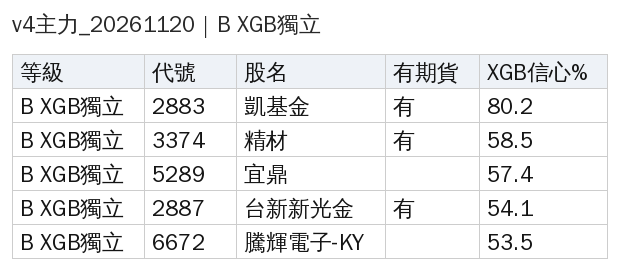 v4主力_20261120 | B XGB獨立
等級 代號 股名 有期貨 XGB信心%
B XGB獨立 2883 凱基金 有 80.2
B XGB獨立 3374 精材 有 58.5
B XGB獨立 5289 宜鼎 57.4
B XGB獨立 2887 台新新光金 有 54.1
B XGB獨立 6672 騰輝電子-KY 53.5